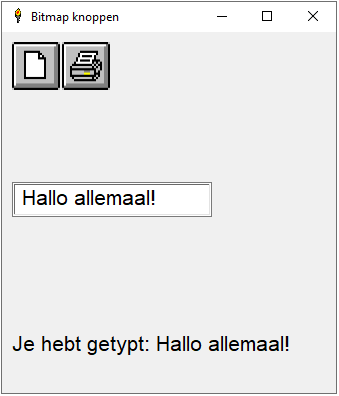 Bitmap knoppen
Hallo allemaal!
Je hebt getypt: Hallo allemaal!